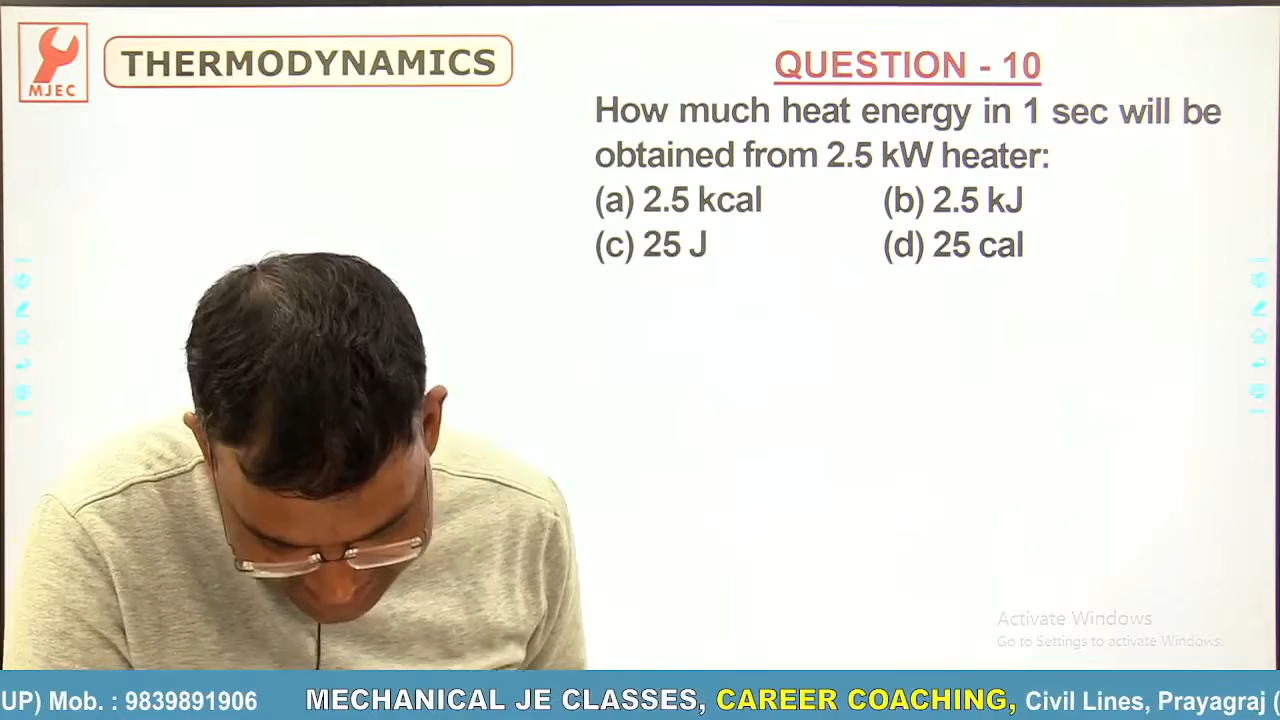 MJEC
THERMODYNAMICS
QUESTION - 10
How much heat energy in 1 sec will be
obtained from 2.5 kW heater:
(a) 2.5 kcal (b) 2.5 kJ
(c) 25 J (d) 25 cal
Activate Windows
Go to Settings to activate Windows.
UP) Mob. : 9839891906 MECHANICAL JE CLASSES, CAREER COACHING, Civil Lines, Prayagraj (